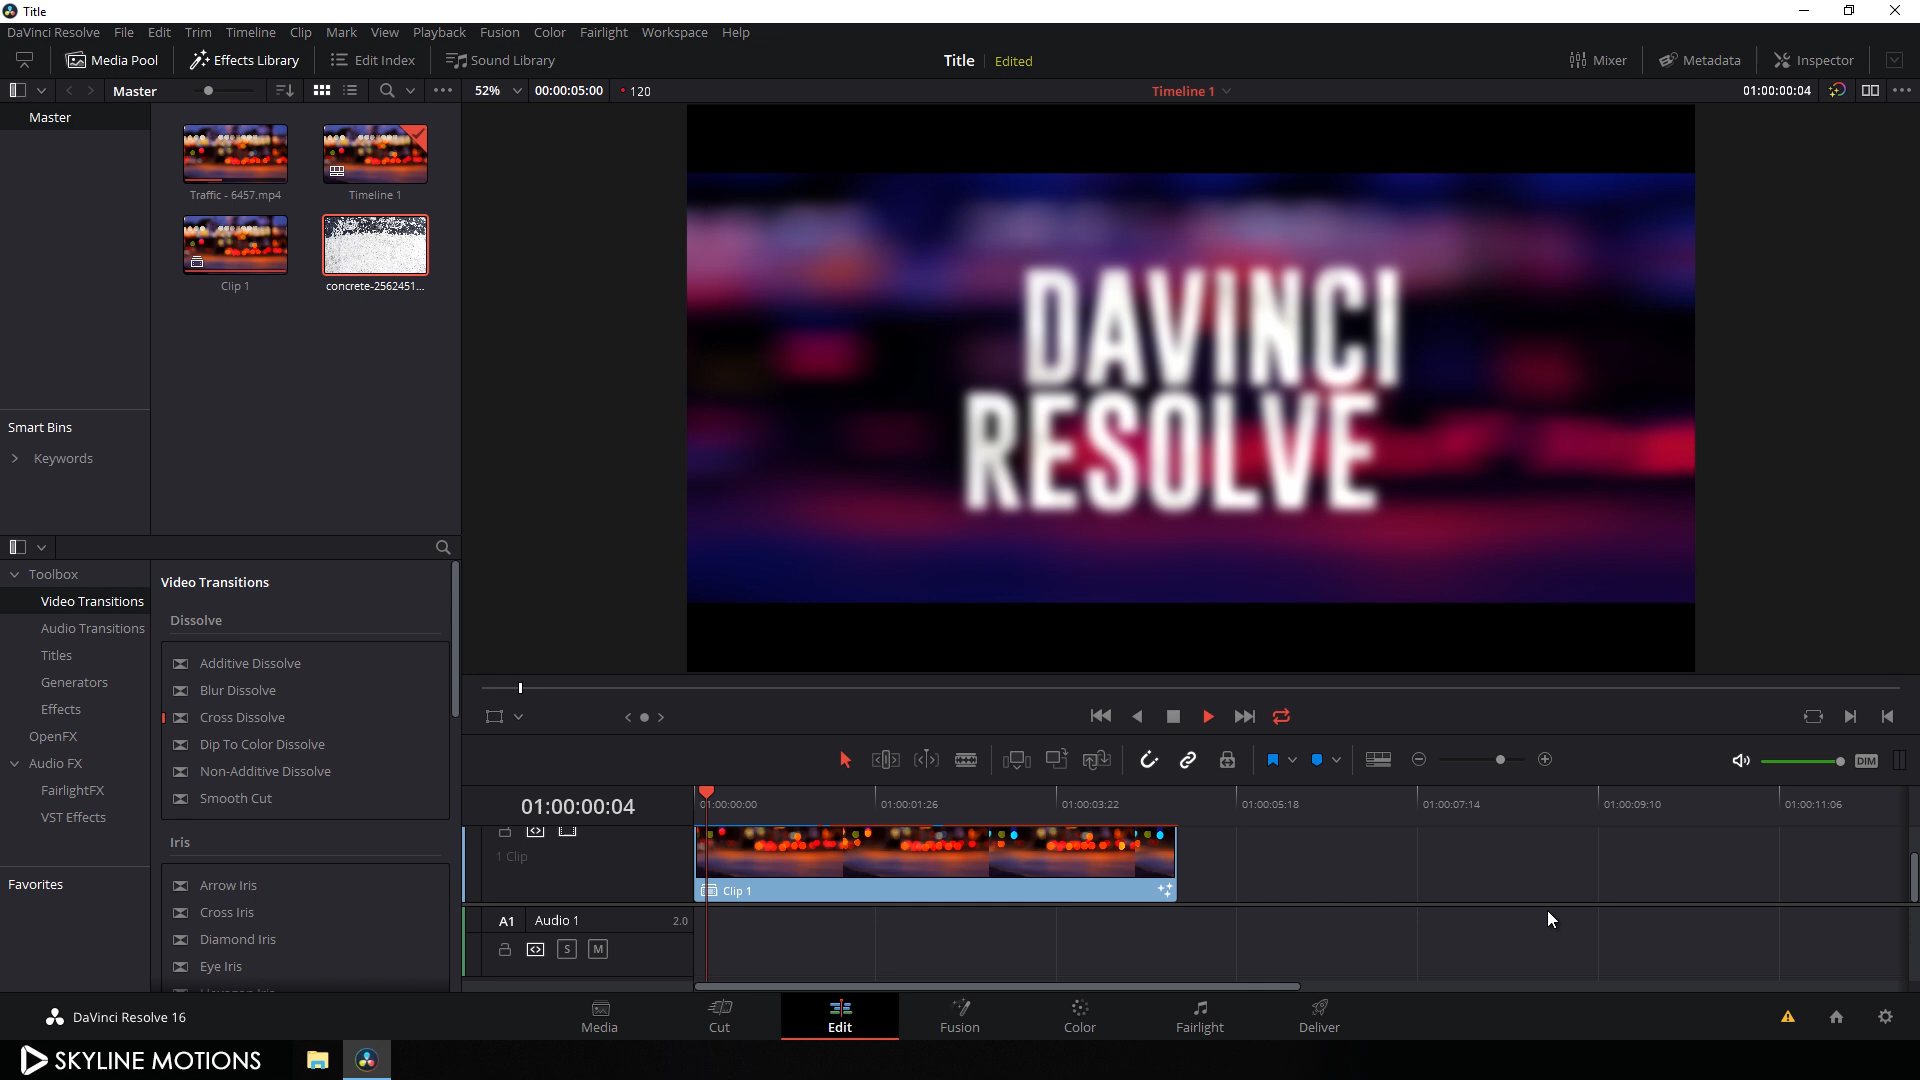 Title
DaVinci Resolve File Edit Trim Timeline Clip Mark View Playback Fusion Color Fairlight Workspace Help
Media Pool Effects Library Edit Index Sound Library Title Edited Mixer Metadata Inspector
Master 52% 00:00:05:00 120 Timeline 1 01:00:00:04
Master
Traffic - 6457.mp4 Timeline 1
Clip 1 concrete-2562451...
DAVINCI
RESOLVE
Smart Bins
Keywords
Toolbox
Video Transitions
Audio Transitions
Titles
Generators
Effects
OpenFX
Audio FX
FairlightFX
VST Effects
Favorites
Video Transitions
Dissolve
Additive Dissolve
Blur Dissolve
Cross Dissolve
Dip To Color Dissolve
Non-Additive Dissolve
Smooth Cut
Iris
Arrow Iris
Cross Iris
Diamond Iris
Eye Iris
DIM
01:00:00:04 01:00:00:00 01:00:01:26 01:00:03:22 01:00:05:18 01:00:07:14 01:00:09:10 01:00:11:06
1 Clip
Clip 1
A1 Audio 1 2.0
S M
DaVinci Resolve 16 Media Cut Edit Fusion Color Fairlight Deliver
SKYLINE MOTIONS